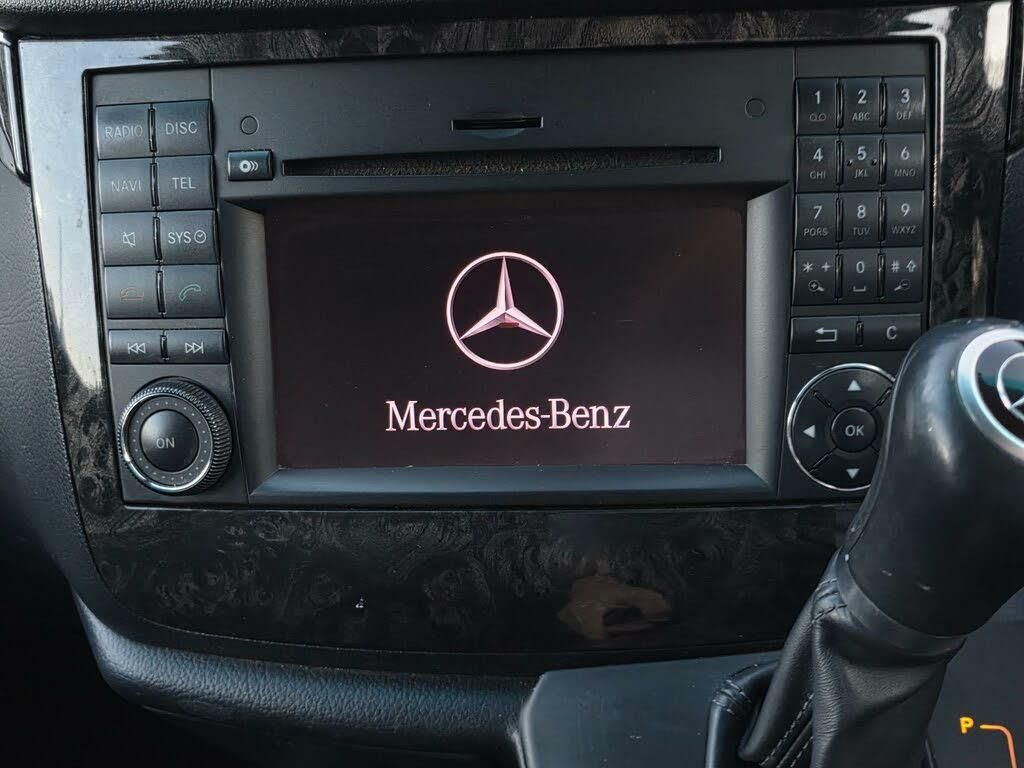 RADIO DISC
NAVI TEL
SYS
ON
Mercedes-Benz
1 2 3
ABC DEF
4 5 6
GHI JKL MNO
7 8 9
PQRS TUV WXYZ
* + 0 #
C
OK
P